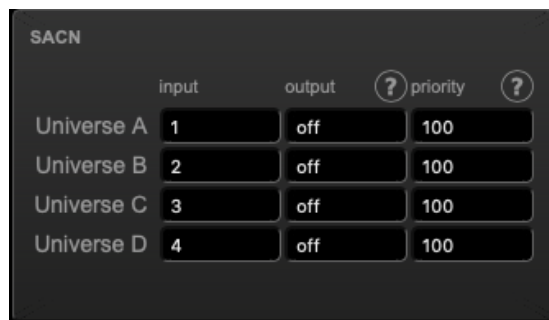 SACN
input output ? priority ?
Universe A 1 off 100
Universe B 2 off 100
Universe C 3 off 100
Universe D 4 off 100